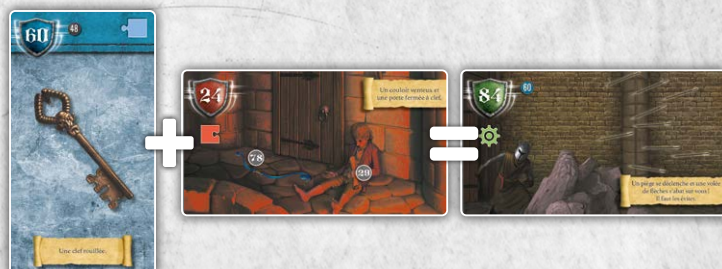 60
48
Une clef rouillée.
24
Un couloir venteux et
une porte fermée à clef.
78
29
84
60
Un piège se déclenche et une volée
de flèches s'abat sur vous !
Il faut les éviter.